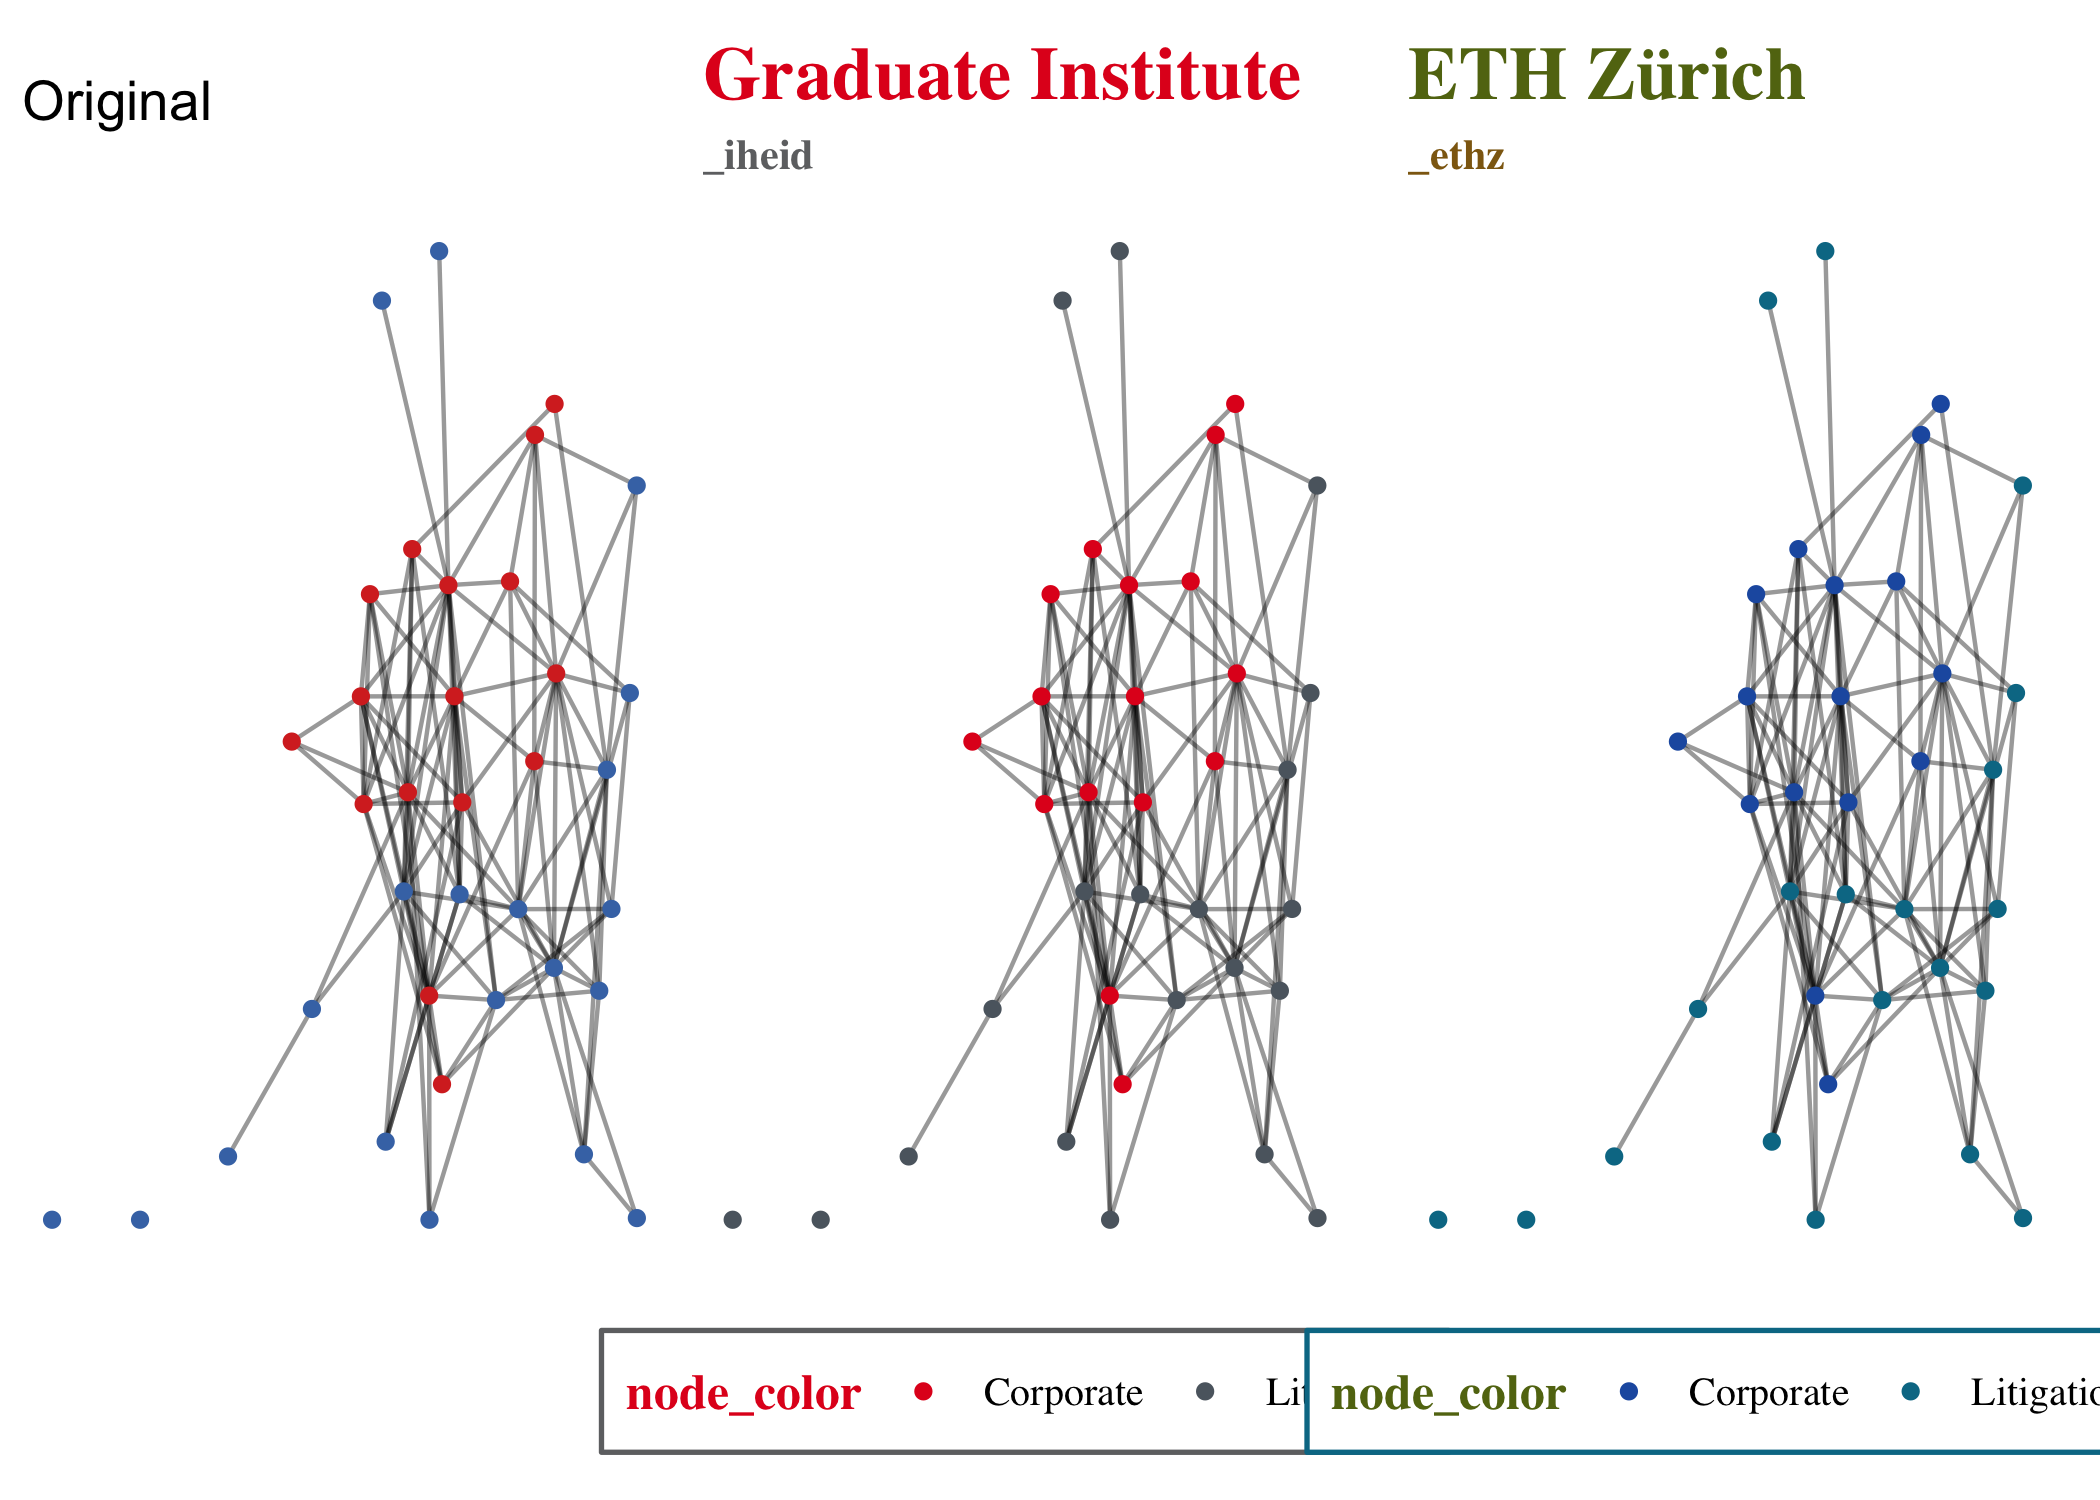 Original
Graduate Institute
_iheid
ETH Zürich
_ethz
node_color Corporate
node_color Corporate